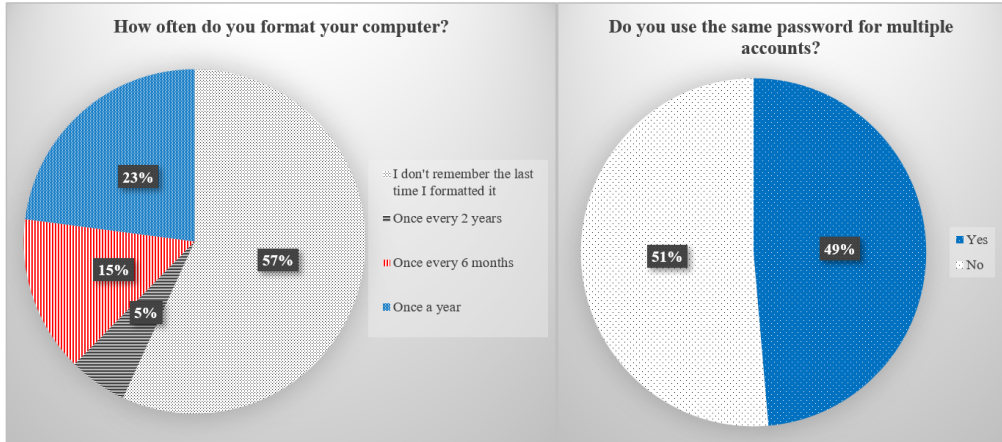 How often do you format your computer?
23%
57%
15%
5%
I don't remember the last
time I formatted it
Once every 2 years
Once every 6 months
Once a year
Do you use the same password for multiple
accounts?
51%
49%
Yes
No